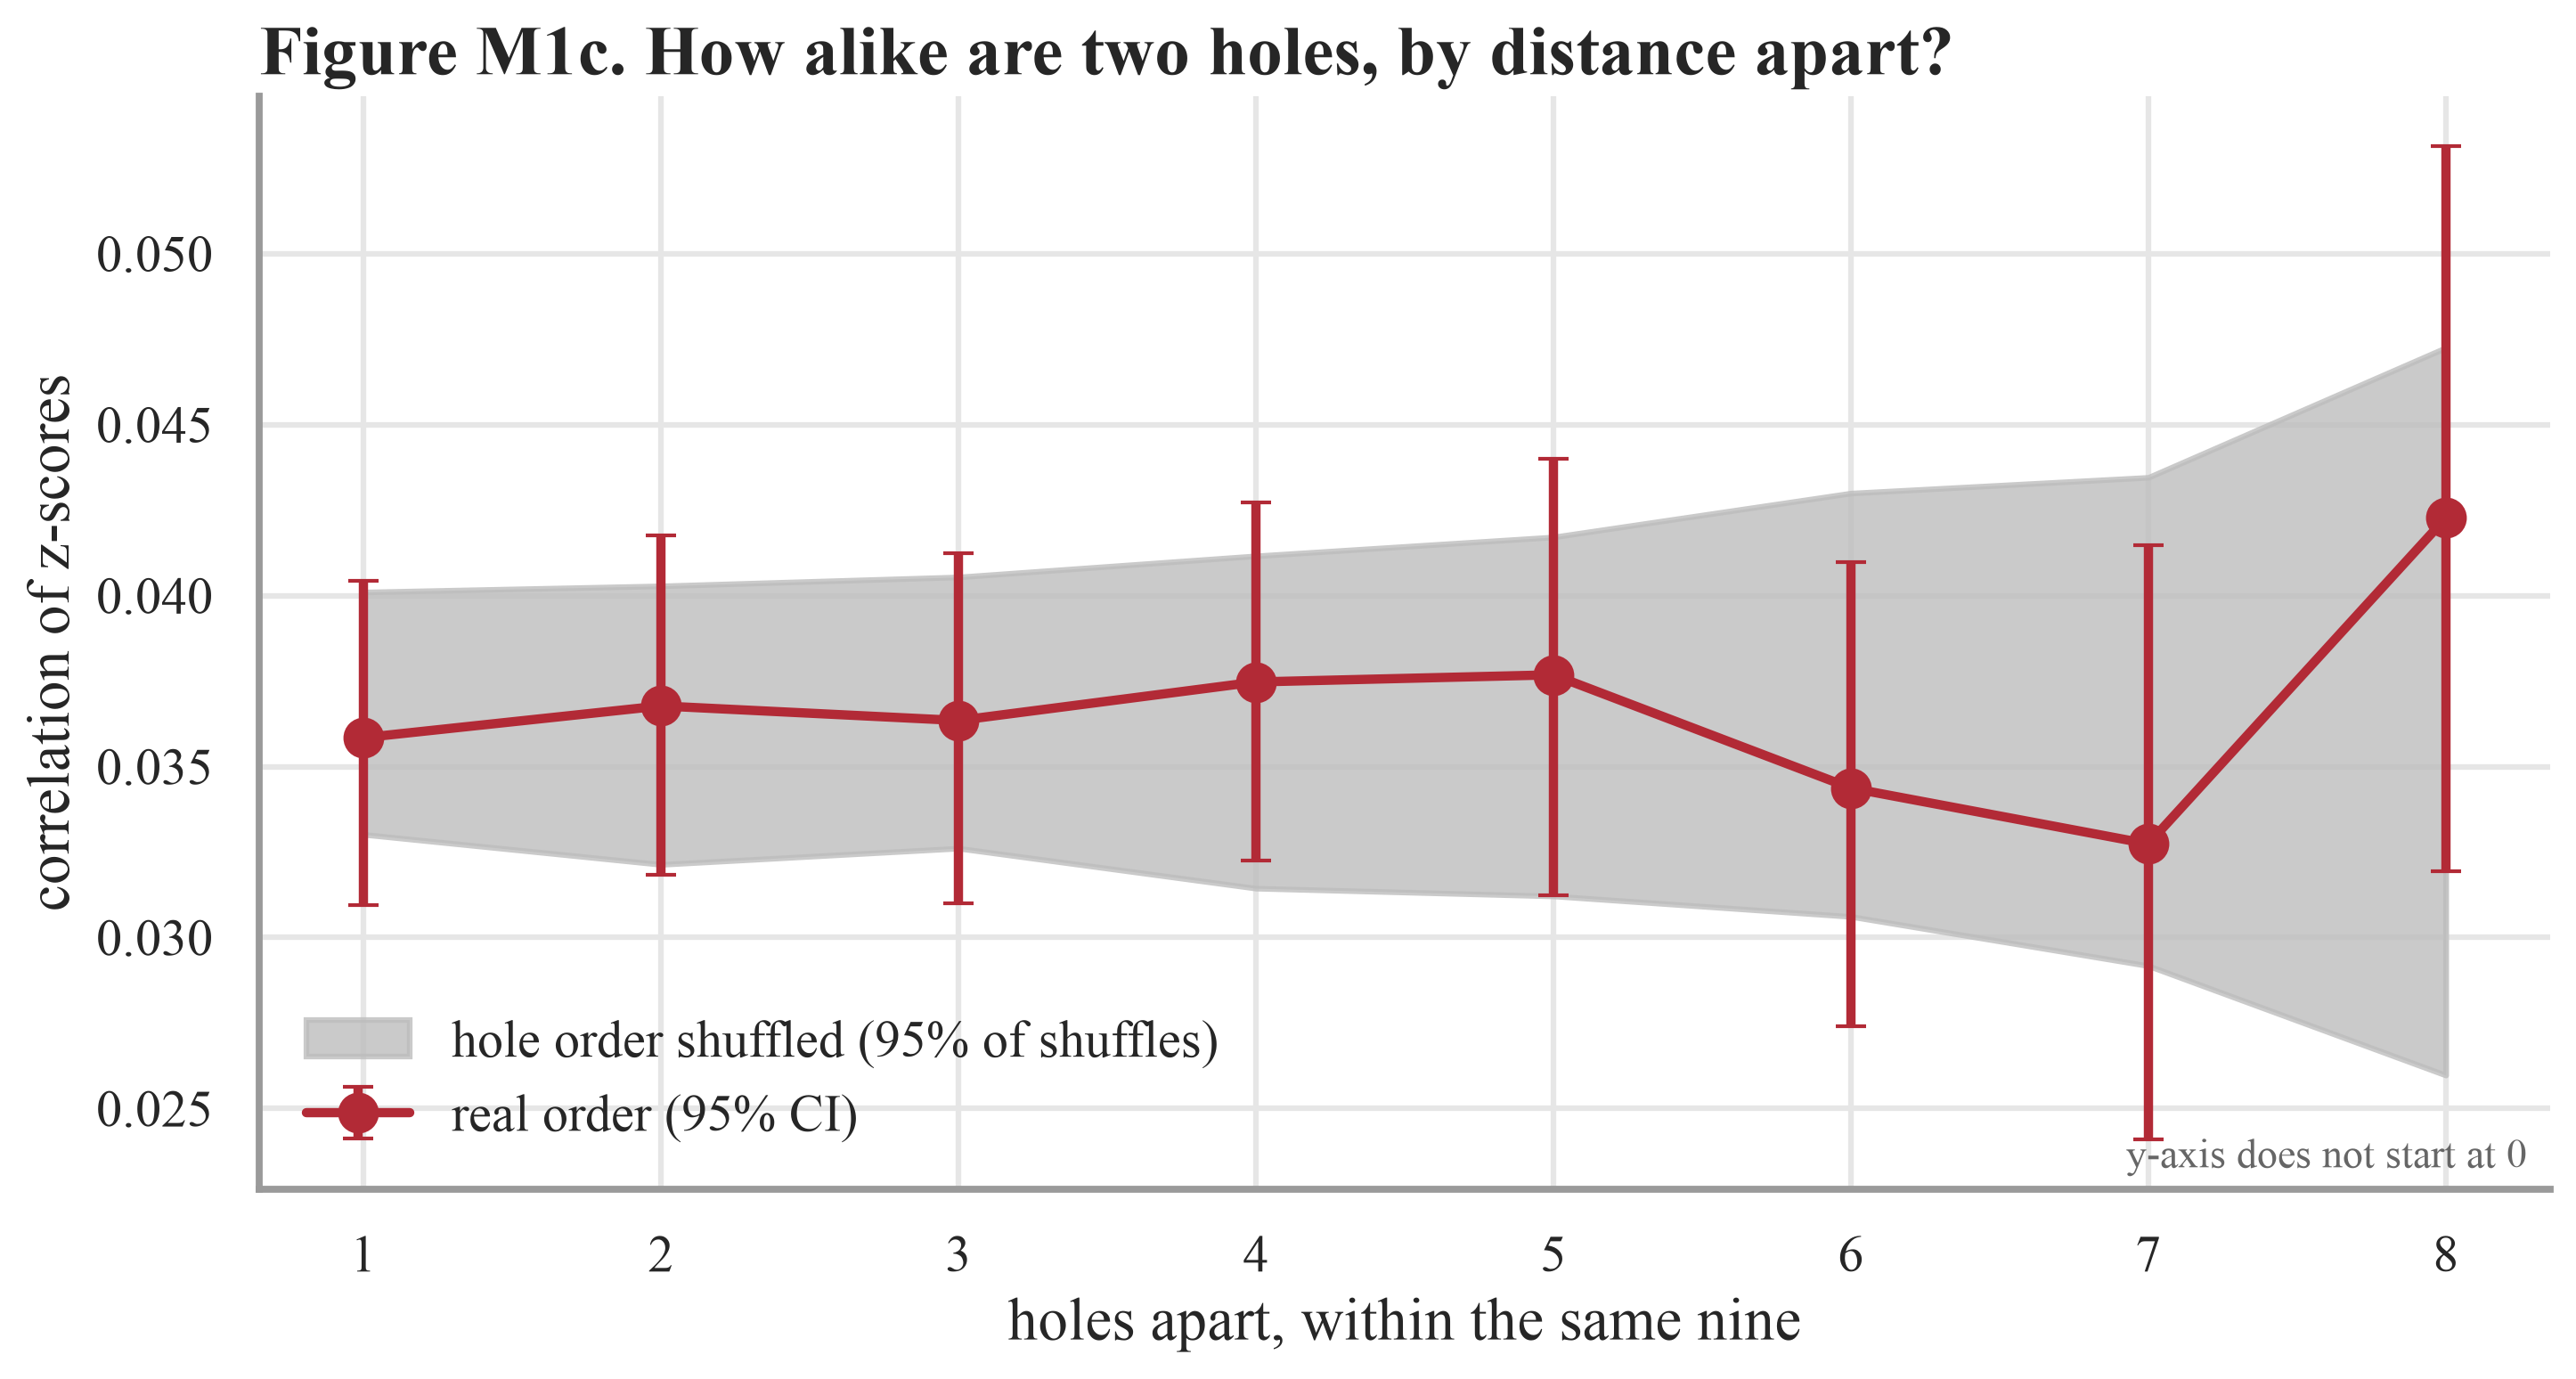 Figure M1c. How alike are two holes, by distance apart?
correlation of z-scores
0.050
0.045
0.040
0.035
0.030
0.025
hole order shuffled (95% of shuffles)
real order (95% CI)
y-axis does not start at 0
1 2 3 4 5 6 7 8
holes apart, within the same nine